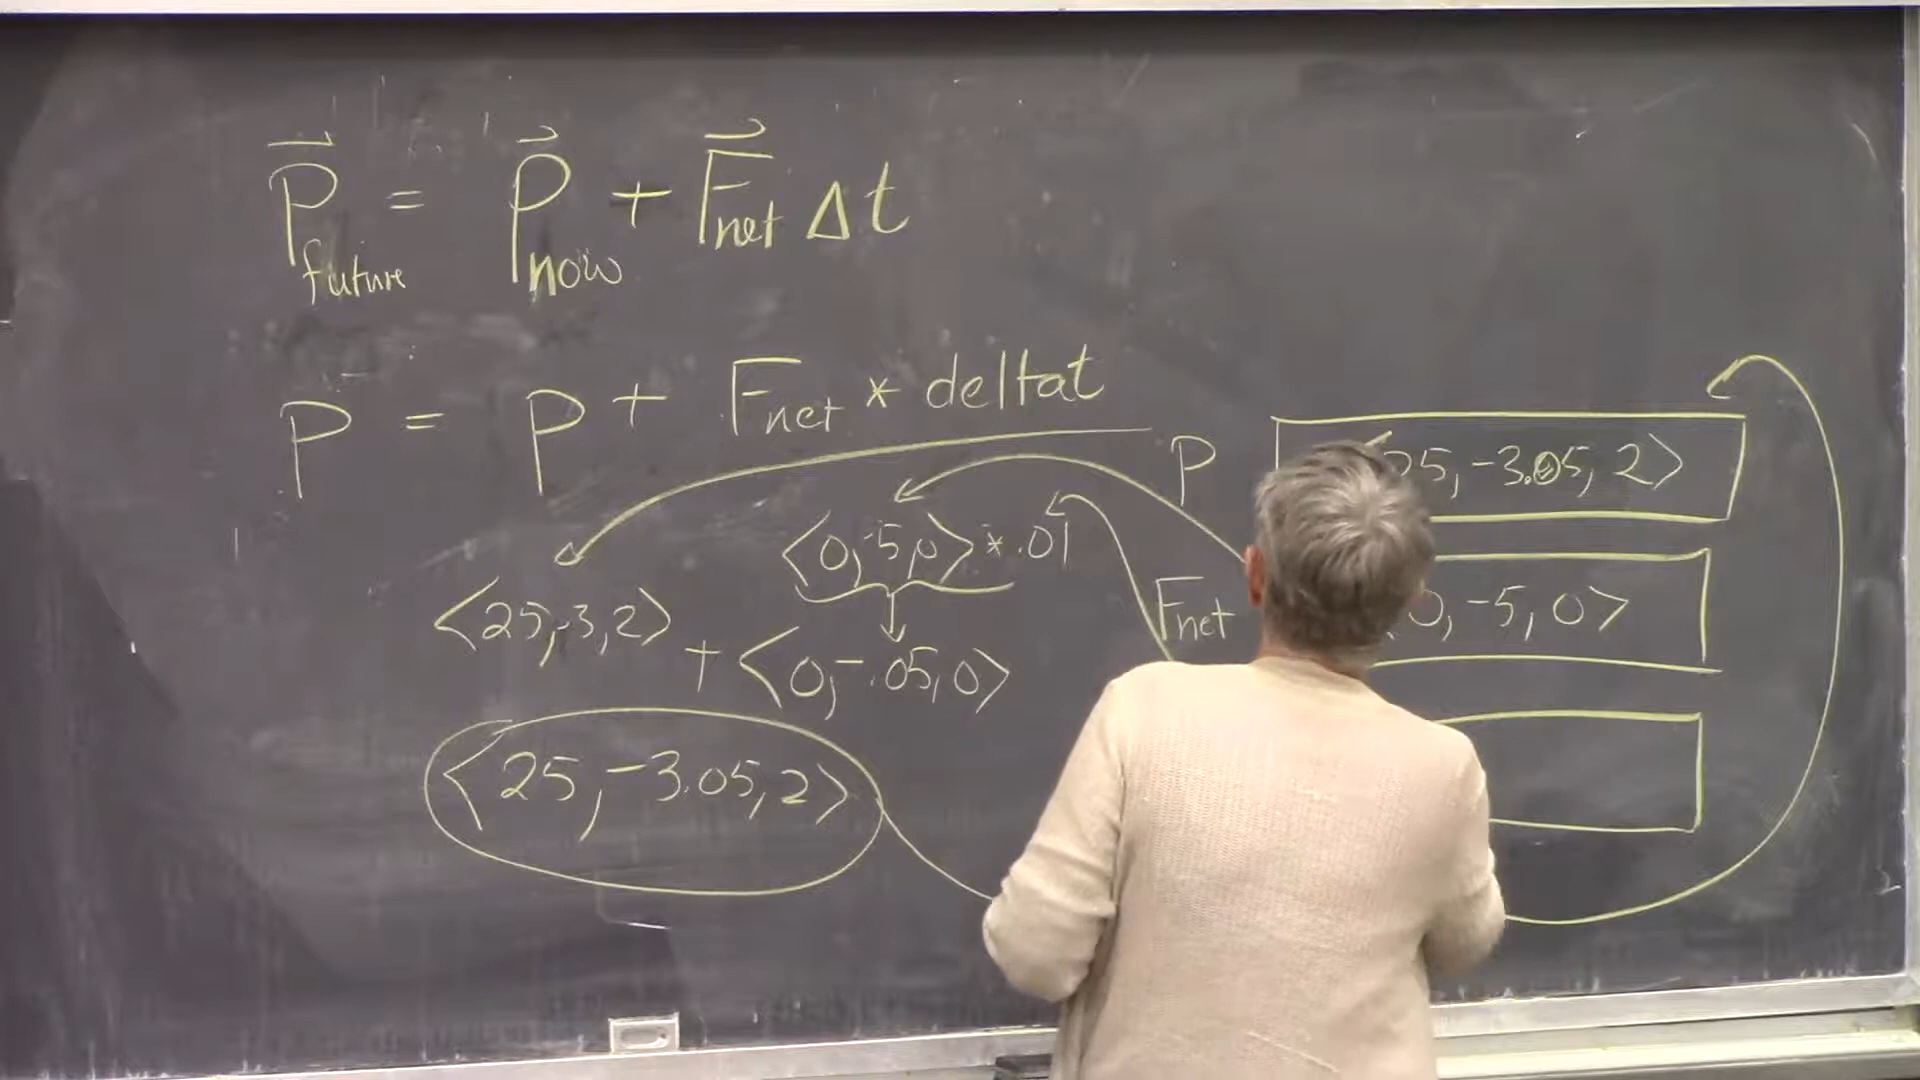 P⃗future = P⃗now + F⃗net Δt
P = P + Fnet * deltat
P 25, -3.05, 2>
<0, -5, 0> * .01
Fnet 0, -5, 0>
<25, -3, 2> + <0, -.05, 0>
<25, -3.05, 2>